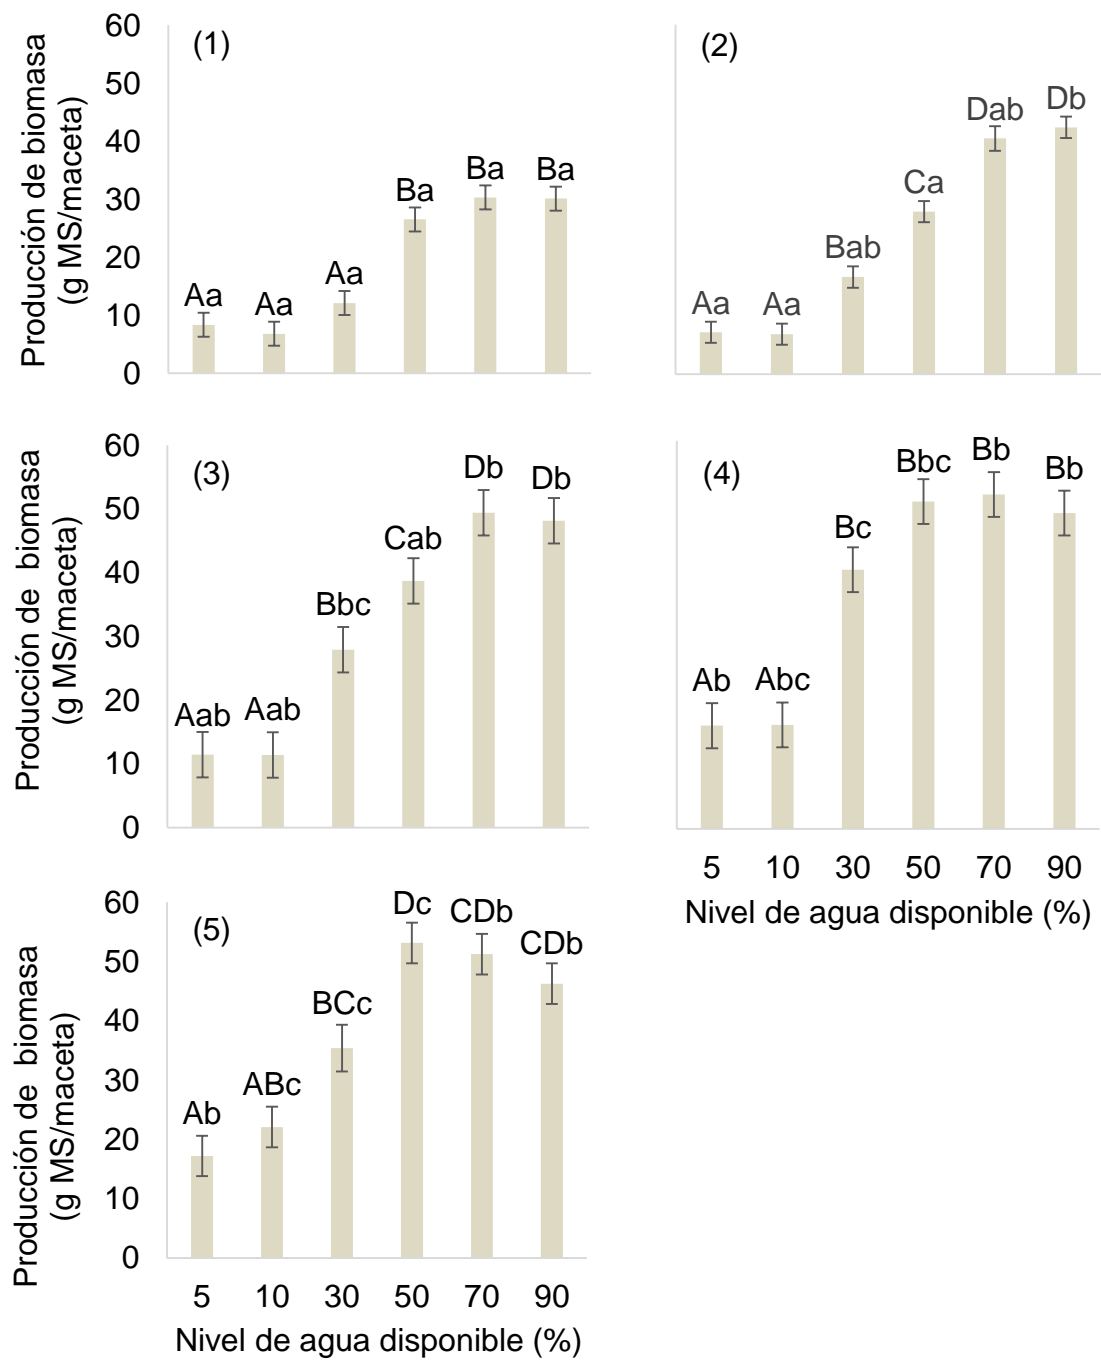 Producción de biomasa
(g MS/maceta)
60
50
40
30
20
10
0
(1)
Aa
Aa
Aa
Ba
Ba
Ba
(2)
Aa
Aa
Bab
Ca
Dab
Db
Producción de biomasa
(g MS/maceta)
60
50
40
30
20
10
0
(3)
Aab
Aab
Bbc
Cab
Db
Db
(4)
Ab
Abc
Bc
Bbc
Bb
Bb
5 10 30 50 70 90
Nivel de agua disponible (%)
Producción de biomasa
(g MS/maceta)
60
50
40
30
20
10
0
(5)
Ab
ABc
BCc
Dc
CDb
CDb
5 10 30 50 70 90
Nivel de agua disponible (%)